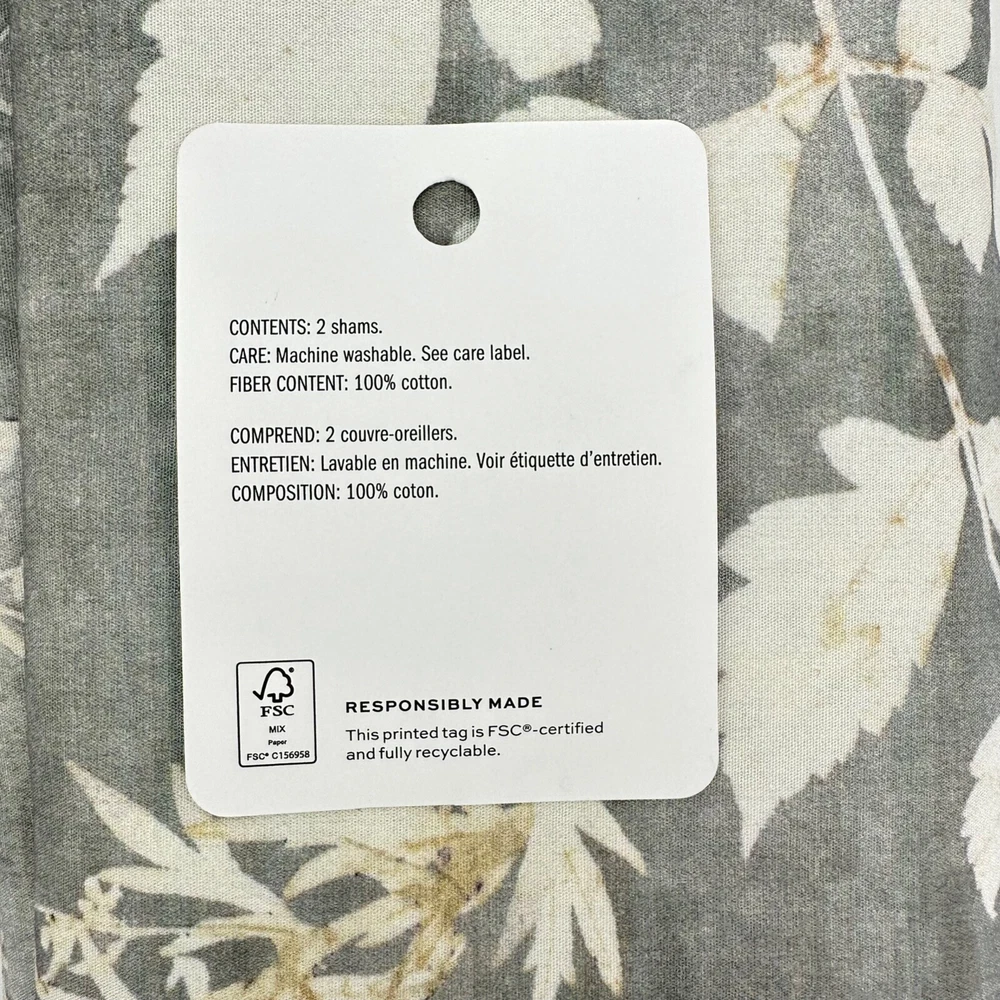 CONTENTS: 2 shams.
CARE: Machine washable. See care label.
FIBER CONTENT: 100% cotton.
COMPREND: 2 couvre-oreillers.
ENTRETIEN: Lavable en machine. Voir étiquette d'entretien.
COMPOSITION: 100% coton.
FSC
MIX
Paper
FSC® C156958
RESPONSIBLY MADE
This printed tag is FSC®-certified
and fully recyclable.